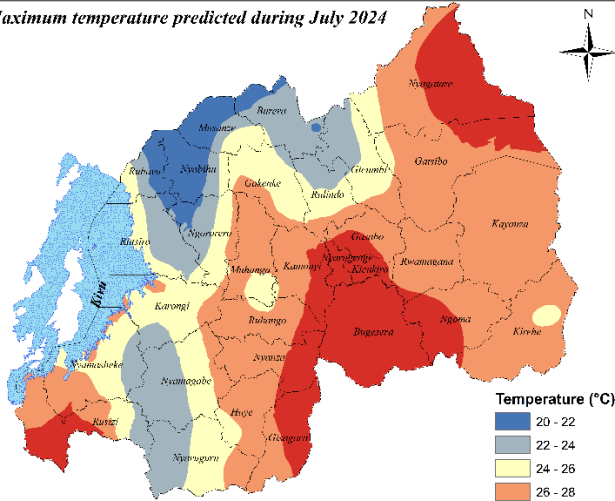 Maximum temperature predicted during July 2024
N
Nyagatare
Burera
Musanze
Rubavu
Nyabihu
Gicumbi
Gatsibo
Gakenke
Rulindo
Kayonza
Rutsiro
Ngororero
Gasabo
Nyarugenge
Rwamagana
Muhanga
Kamonyi
Kicukiro
Kivu
Karongi
Ruhango
Bugesera
Ngoma
Kirehe
Nyanza
Nyamasheke
Nyamagabe
Huye
Rusizi
Gisagara
Nyaruguru
Temperature (°C)
20 - 22
22 - 24
24 - 26
26 - 28